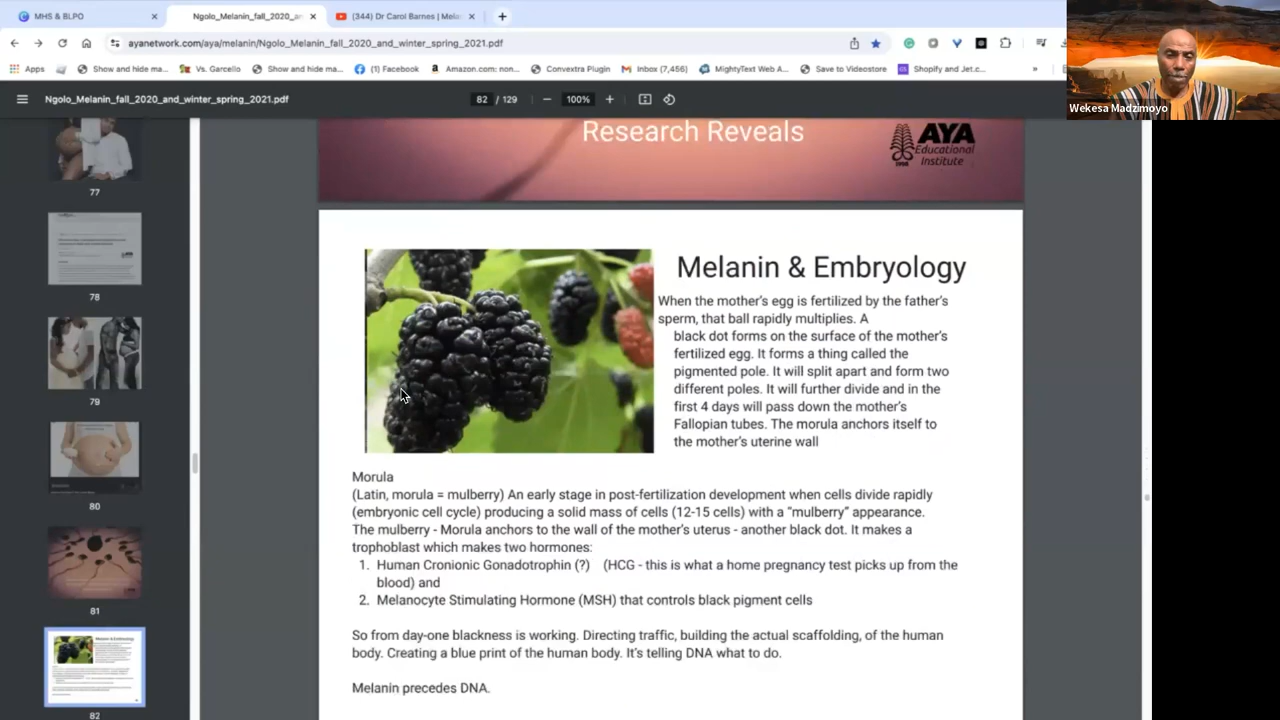 MHS & BLPO
Ngolo_Melanin_fall_2020_an
(344) Dr Carol Barnes | Mela
ayanetwork.com/aya/melanin/Ngolo_Melanin_fall_2020_and_winter_spring_2021.pdf
Apps
Show and hide ma...
Vs. Garcello
Show and hide ma...
(1) Facebook
Amazon.com: non...
Convextra Plugin
Inbox (7,456)
MightyText Web A...
Save to Videostore
Shopify and Jet.c...
»
Wekesa Madzimoyo
Ngolo_Melanin_fall_2020_and_winter_spring_2021.pdf
82 / 129
100%
77
78
79
80
81
82
Research Reveals
AYA
Educational
Institute
1998
Melanin & Embryology
When the mother's egg is fertilized by the father's
sperm, that ball rapidly multiplies. A
black dot forms on the surface of the mother's
fertilized egg. It forms a thing called the
pigmented pole. It will split apart and form two
different poles. It will further divide and in the
first 4 days will pass down the mother's
Fallopian tubes. The morula anchors itself to
the mother's uterine wall
Morula
(Latin, morula = mulberry) An early stage in post-fertilization development when cells divide rapidly
(embryonic cell cycle) producing a solid mass of cells (12-15 cells) with a "mulberry" appearance.
The mulberry - Morula anchors to the wall of the mother's uterus - another black dot. It makes a
trophoblast which makes two hormones:
1. Human Cronionic Gonadotrophin (?) (HCG - this is what a home pregnancy test picks up from the
blood) and
2. Melanocyte Stimulating Hormone (MSH) that controls black pigment cells
So from day-one blackness is working. Directing traffic, building the actual scaffolding, of the human
body. Creating a blue print of the human body. It's telling DNA what to do.
Melanin precedes DNA.